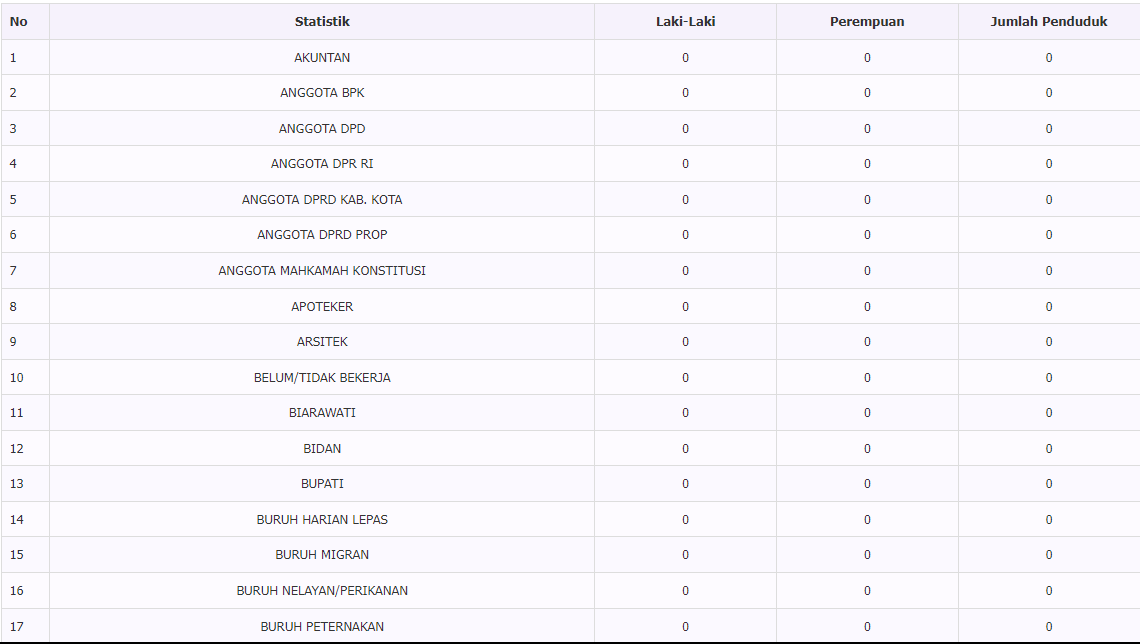 No Statistik Laki-Laki Perempuan Jumlah Penduduk
1 AKUNTAN 0 0 0
2 ANGGOTA BPK 0 0 0
3 ANGGOTA DPD 0 0 0
4 ANGGOTA DPR RI 0 0 0
5 ANGGOTA DPRD KAB. KOTA 0 0 0
6 ANGGOTA DPRD PROP 0 0 0
7 ANGGOTA MAHKAMAH KONSTITUSI 0 0 0
8 APOTEKER 0 0 0
9 ARSITEK 0 0 0
10 BELUM/TIDAK BEKERJA 0 0 0
11 BIARAWATI 0 0 0
12 BIDAN 0 0 0
13 BUPATI 0 0 0
14 BURUH HARIAN LEPAS 0 0 0
15 BURUH MIGRAN 0 0 0
16 BURUH NELAYAN/PERIKANAN 0 0 0
17 BURUH PETERNAKAN 0 0 0